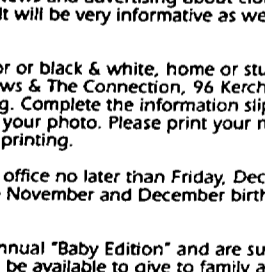 It will be very informative as we
or or black & white, home or stu
ws & The Connection, 96 Kerch
g. Complete the information slip
your photo. Please print your n
printing.
office no later than Friday, Dec
November and December birth
nnual "Baby Edition" and are su
be available to give to family a